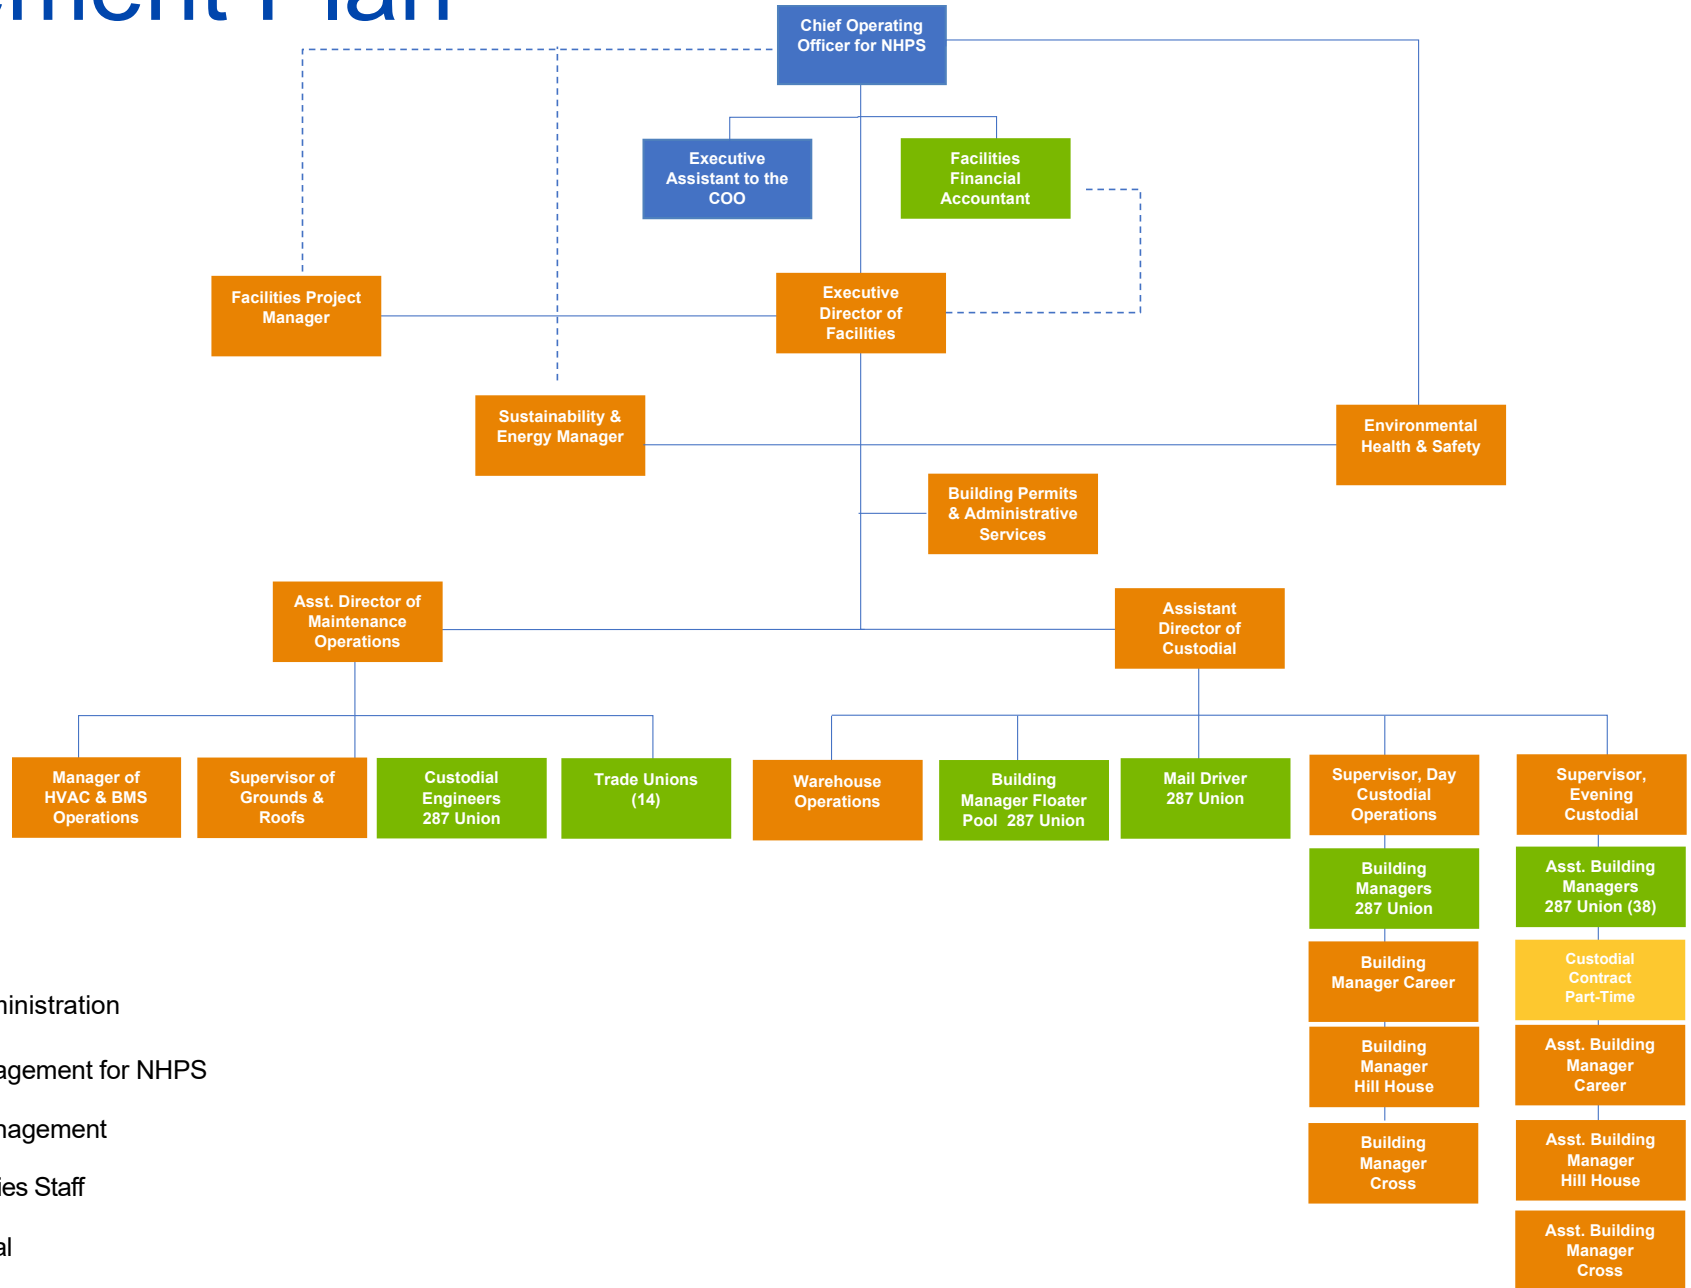 ement Plan
Chief Operating
Officer for NHPS
Executive
Assistant to the
COO
Facilities
Financial
Accountant
Facilities Project
Manager
Executive
Director of
Facilities
Sustainability &
Energy Manager
Environmental
Health & Safety
Building Permits
& Administrative
Services
Asst. Director of
Maintenance
Operations
Assistant
Director of
Custodial
Manager of
HVAC & BMS
Operations
Supervisor of
Grounds &
Roofs
Custodial
Engineers
287 Union
Trade Unions
(14)
Warehouse
Operations
Building
Manager Floater
Pool 287 Union
Mail Driver
287 Union
Supervisor, Day
Custodial
Operations
Supervisor,
Evening
Custodial
Building
Managers
287 Union
Asst. Building
Managers
287 Union (38)
Building
Manager Career
Custodial
Contract
Part-Time
Building
Manager
Hill House
Asst. Building
Manager
Career
Building
Manager
Cross
Asst. Building
Manager
Hill House
Asst. Building
Manager
Cross
ministration
agement for NHPS
nagement
ies Staff
al